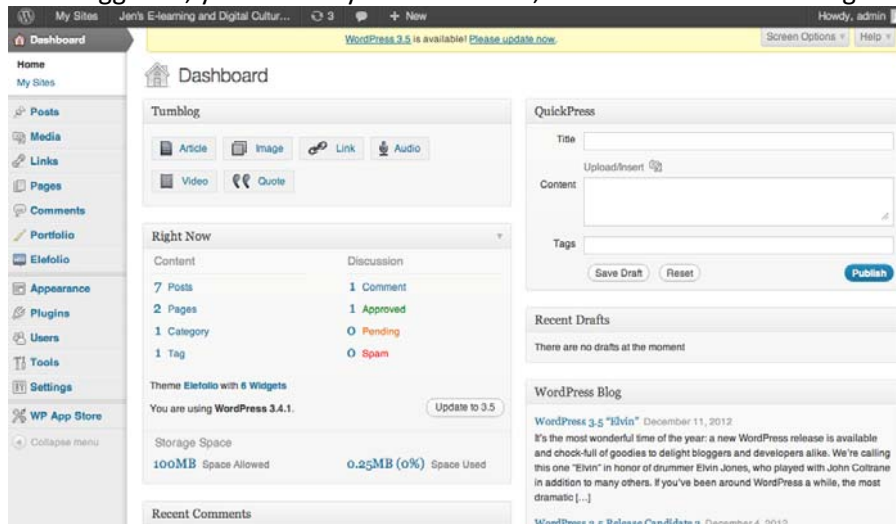 My Sites Jen's E-learning and Digital Cultur... 3 + New Howdy, admin
Dashboard
Home
My Sites
Posts
Media
Links
Pages
Comments
Portfolio
Elefolio
Appearance
Plugins
Users
Tools
Settings
WP App Store
Collapse menu
WordPress 3.5 is available! Please update now.
Screen Options Help
Dashboard
Tumblog
Article Image Link Audio
Video Quote
Right Now
Content Discussion
7 Posts 1 Comment
2 Pages 1 Approved
1 Category 0 Pending
1 Tag 0 Spam
Theme Elefolio with 6 Widgets
You are using WordPress 3.4.1. Update to 3.5
Storage Space
100MB Space Allowed 0.25MB (0%) Space Used
Recent Comments
QuickPress
Title
Upload/Insert
Content
Tags
Save Draft Reset Publish
Recent Drafts
There are no drafts at the moment
WordPress Blog
WordPress 3.5 "Elvin" December 11, 2012
It's the most wonderful time of the year: a new WordPress release is available
and chock-full of goodies to delight bloggers and developers alike. We're calling
this one "Elvin" in honor of drummer Elvin Jones, who played with John Coltrane
in addition to many others. If you've been around WordPress a while, the most
dramatic [...]
WordPress 3.5 Release Candidate 3 December 4, 2012